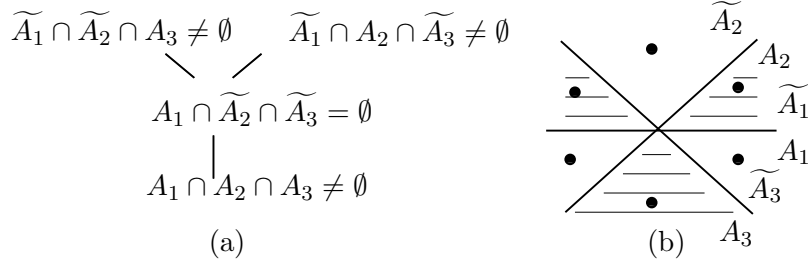 $\widetilde{A_1} \cap \widetilde{A_2} \cap A_3 \neq \emptyset$ $\widetilde{A_1} \cap A_2 \cap \widetilde{A_3} \neq \emptyset$
$A_1 \cap \widetilde{A_2} \cap \widetilde{A_3} = \emptyset$
$A_1 \cap A_2 \cap A_3 \neq \emptyset$
(a)
$\widetilde{A_2}$
$A_2$
$\widetilde{A_1}$
$A_1$
$\widetilde{A_3}$
$A_3$
(b)